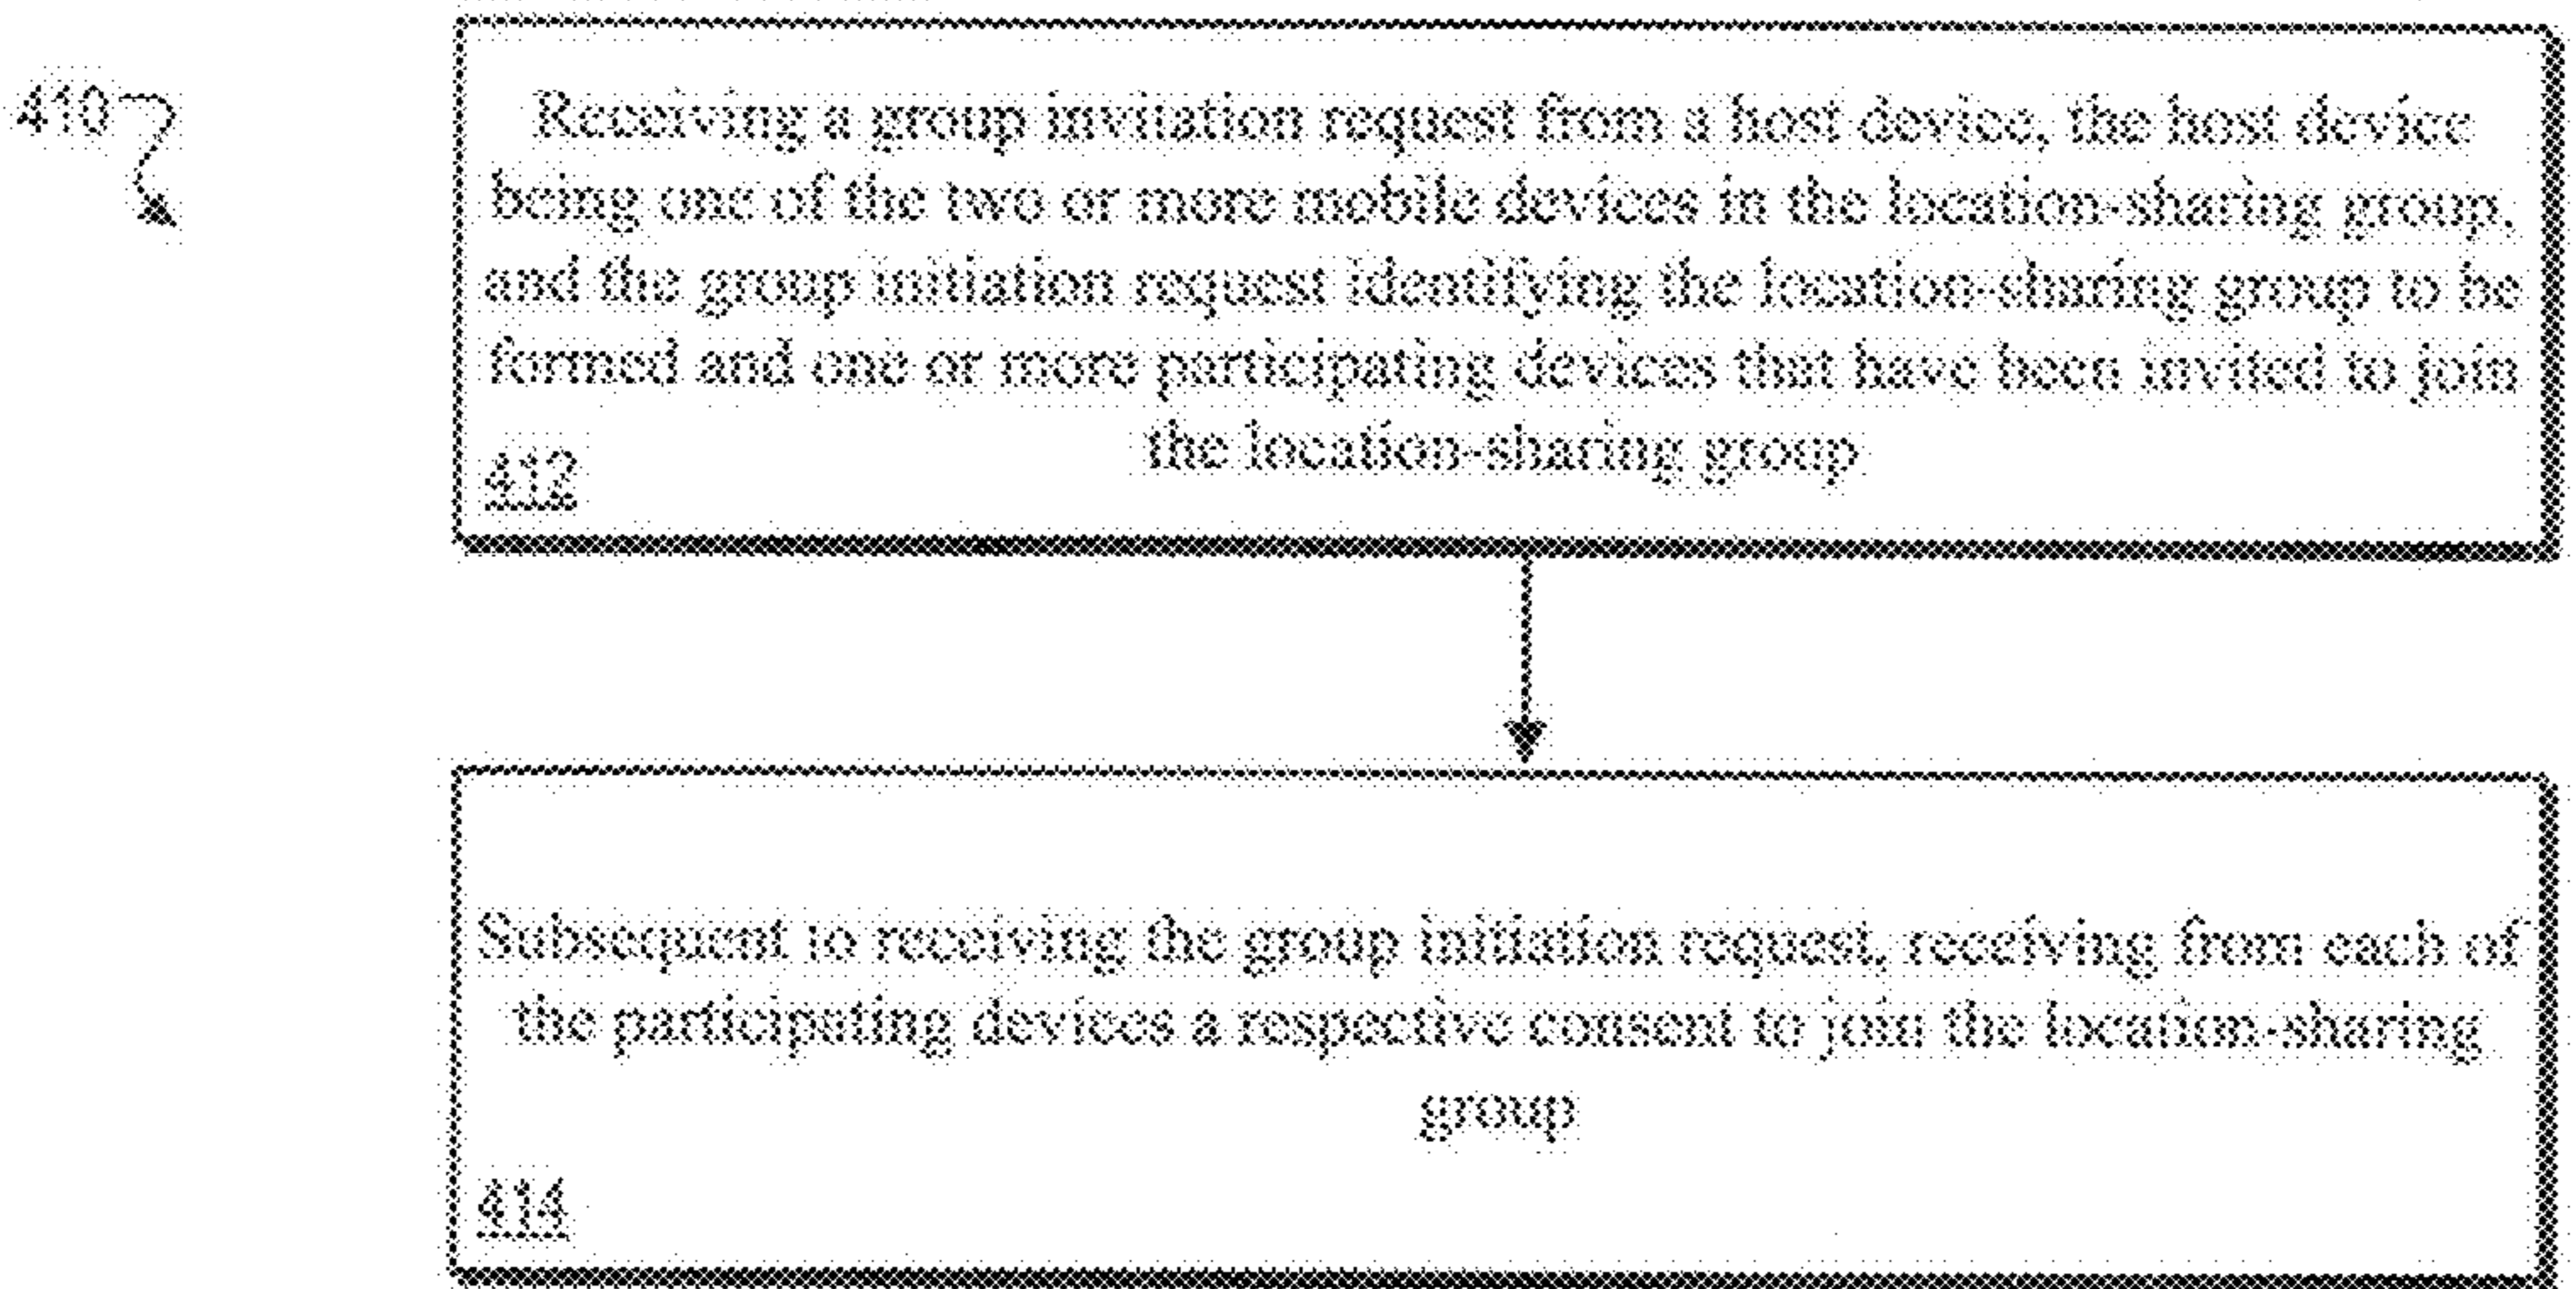 410
Receiving a group invitation request from a host device, the host device
being one of the two or more mobile devices in the location-sharing group,
and the group initiation request identifying the location-sharing group to be
formed and one or more participating devices that have been invited to join
the location-sharing group
412
Subsequent to receiving the group initiation request, receiving from each of
the participating devices a respective consent to join the location-sharing
group
414